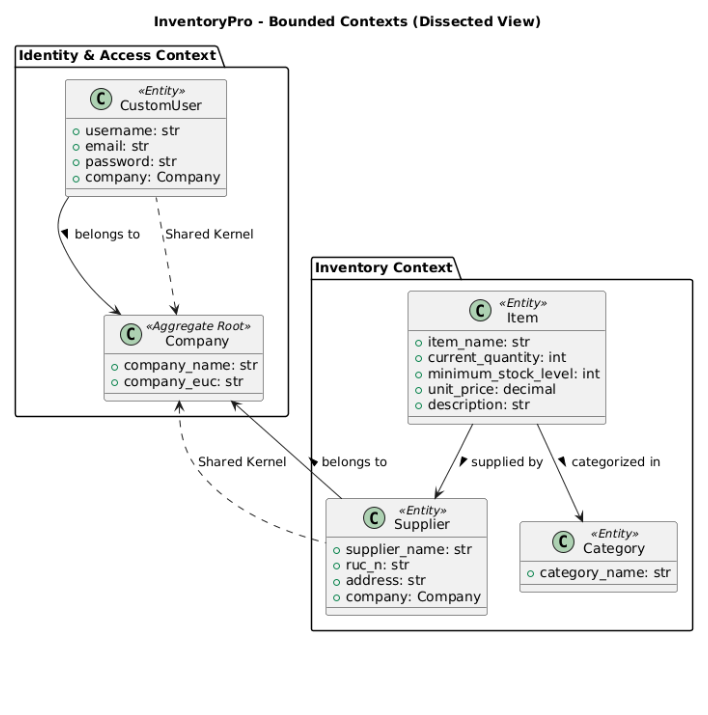 InventoryPro - Bounded Contexts (Dissected View)
Identity & Access Context
C
«Entity»
CustomUser
username: str
email: str
password: str
company: Company
belongs to
Shared Kernel
C
«Aggregate Root»
Company
company_name: str
company_euc: str
Inventory Context
C
«Entity»
Item
item_name: str
current_quantity: int
minimum_stock_level: int
unit_price: decimal
description: str
Shared Kernel
belongs to
supplied by
categorized in
C
«Entity»
Supplier
supplier_name: str
ruc_n: str
address: str
company: Company
C
«Entity»
Category
category_name: str